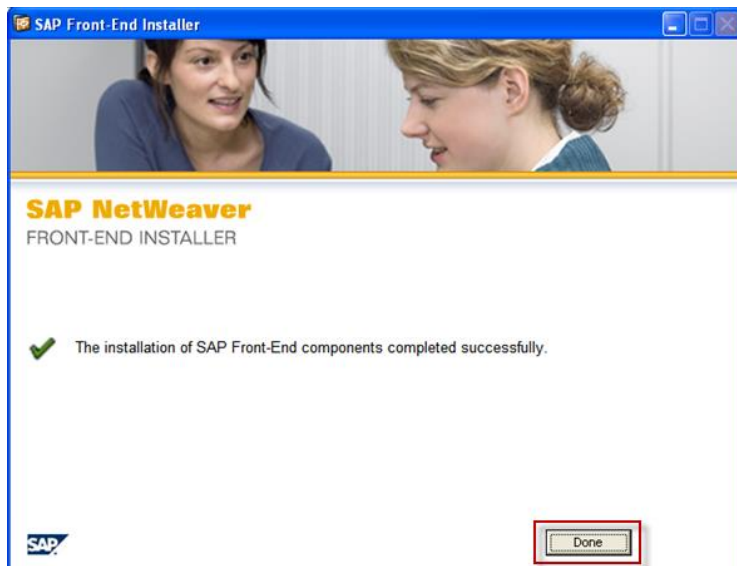 SAP Front-End Installer
SAP NetWeaver
FRONT-END INSTALLER
The installation of SAP Front-End components completed successfully.
SAP
Done